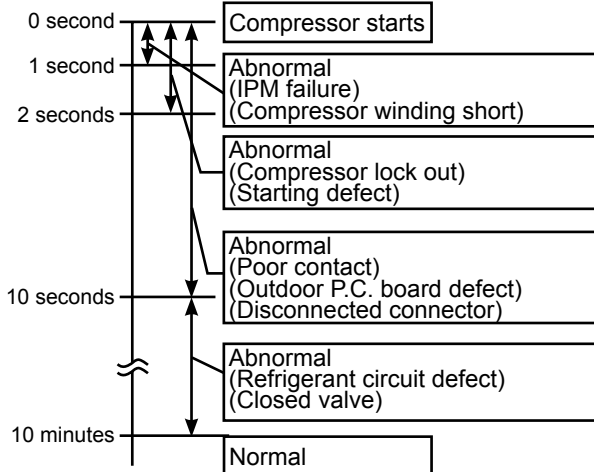 0 second
Compressor starts
1 second
Abnormal
(IPM failure)
(Compressor winding short)
2 seconds
Abnormal
(Compressor lock out)
(Starting defect)
Abnormal
(Poor contact)
(Outdoor P.C. board defect)
(Disconnected connector)
10 seconds
Abnormal
(Refrigerant circuit defect)
(Closed valve)
10 minutes
Normal